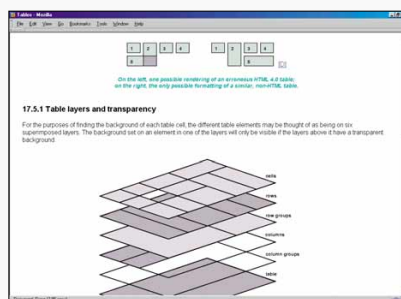 Tables - Mozilla
File Edit View Go Bookmarks Tools Window Help
1 2 3 4 1 2 3 4
5 5
On the left, one possible rendering of an erroneous HTML 4.0 table;
on the right, the only possible formatting of a similar, non-HTML table.
17.5.1 Table layers and transparency
For the purposes of finding the background of each table cell, the different table elements may be thought of as being on six
superimposed layers. The background set on an element in one of the layers will only be visible if the layers above it have a transparent
background.
cells
rows
row groups
columns
column groups
table